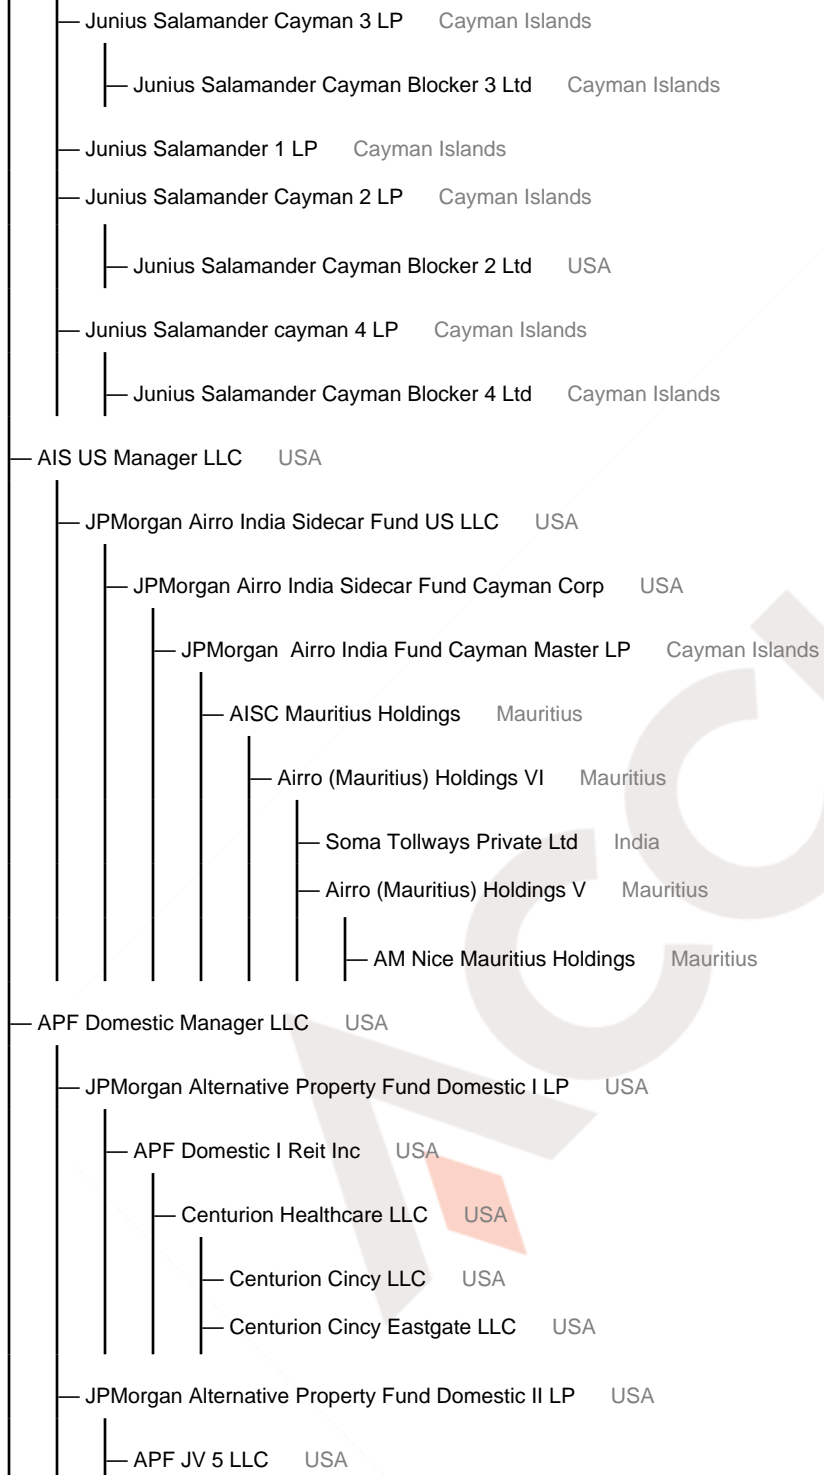 Junius Salamander Cayman 3 LP Cayman Islands
Junius Salamander Cayman Blocker 3 Ltd Cayman Islands
Junius Salamander 1 LP Cayman Islands
Junius Salamander Cayman 2 LP Cayman Islands
Junius Salamander Cayman Blocker 2 Ltd USA
Junius Salamander cayman 4 LP Cayman Islands
Junius Salamander Cayman Blocker 4 Ltd Cayman Islands
AIS US Manager LLC USA
JPMorgan Airro India Sidecar Fund US LLC USA
JPMorgan Airro India Sidecar Fund Cayman Corp USA
JPMorgan Airro India Fund Cayman Master LP Cayman Islands
AISC Mauritius Holdings Mauritius
Airro (Mauritius) Holdings VI Mauritius
Soma Tollways Private Ltd India
Airro (Mauritius) Holdings V Mauritius
AM Nice Mauritius Holdings Mauritius
APF Domestic Manager LLC USA
JPMorgan Alternative Property Fund Domestic I LP USA
APF Domestic I Reit Inc USA
Centurion Healthcare LLC USA
Centurion Cincy LLC USA
Centurion Cincy Eastgate LLC USA
JPMorgan Alternative Property Fund Domestic II LP USA
APF JV 5 LLC USA